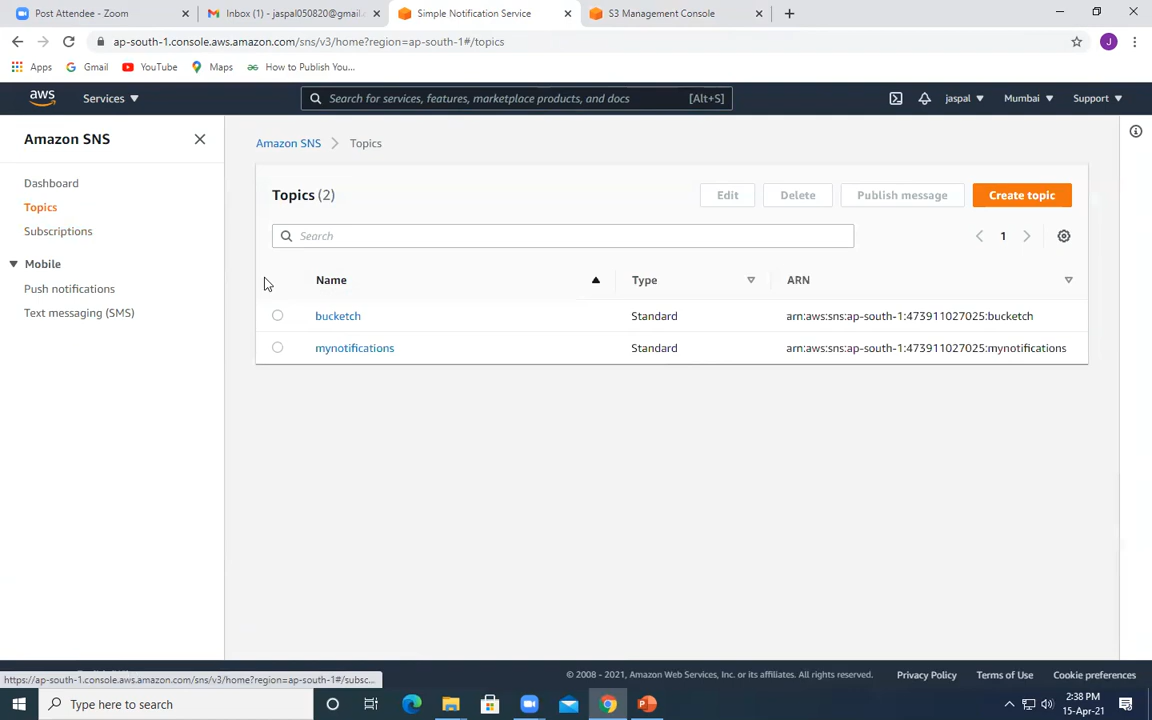 Post Attendee - Zoom
Inbox (1) - jaspal050820@gmail.
Simple Notification Service
S3 Management Console
ap-south-1.console.aws.amazon.com/sns/v3/home?region=ap-south-1#/topics
J
Apps
Gmail
YouTube
Maps
How to Publish You...
aws
Services
Search for services, features, marketplace products, and docs
[Alt+S]
jaspal
Mumbai
Support
Amazon SNS
Dashboard
Topics
Subscriptions
Mobile
Push notifications
Text messaging (SMS)
Amazon SNS
Topics
Topics (2)
Edit
Delete
Publish message
Create topic
Search
1
Name
Type
ARN
bucketch
Standard
arn:aws:sns:ap-south-1:473911027025:bucketch
mynotifications
Standard
arn:aws:sns:ap-south-1:473911027025:mynotifications
https://ap-south-1.console.aws.amazon.com/sns/v3/home?region=ap-south-1#/subsc...
© 2008 - 2021, Amazon Web Services, Inc. or its affiliates. All rights reserved.
Privacy Policy
Terms of Use
Cookie preferences
Type here to search
2:38 PM
15-Apr-21